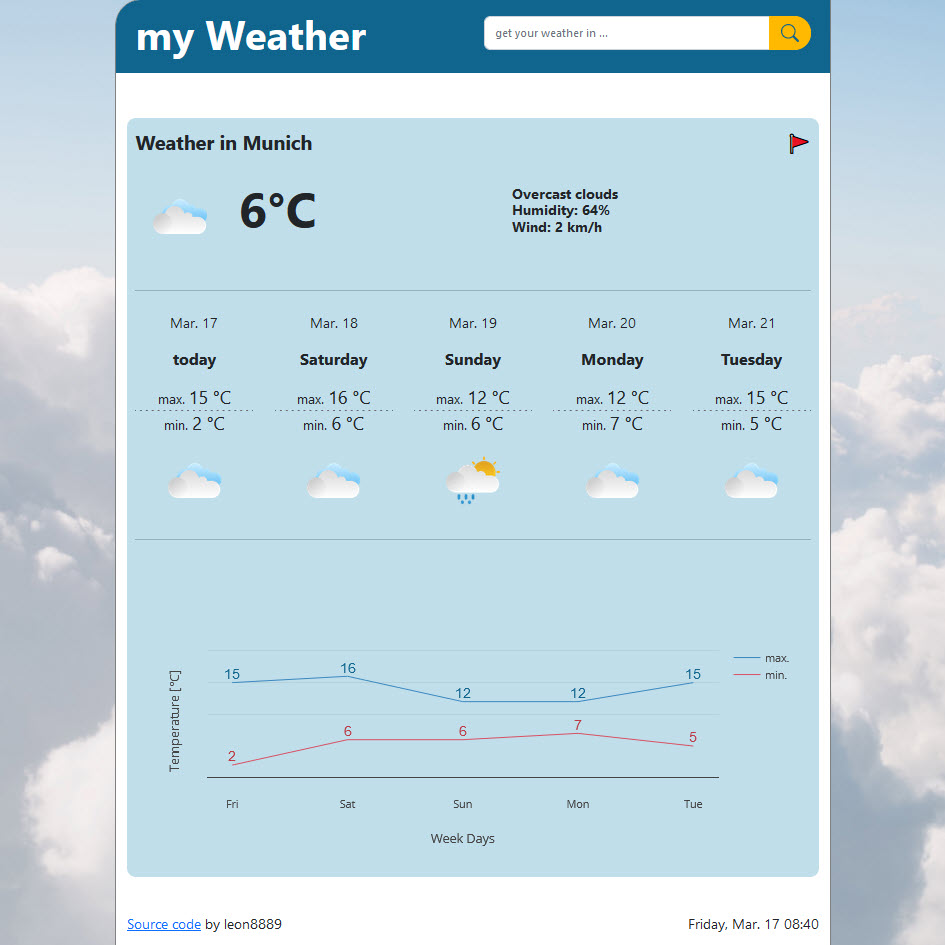 my Weather
get your weather in ...
Weather in Munich
6°C
Overcast clouds
Humidity: 64%
Wind: 2 km/h
Mar. 17 Mar. 18 Mar. 19 Mar. 20 Mar. 21
today Saturday Sunday Monday Tuesday
max. 15 °C max. 16 °C max. 12 °C max. 12 °C max. 15 °C
min. 2 °C min. 6 °C min. 6 °C min. 7 °C min. 5 °C
Temperature [°C]
15 16 12 12 15
2 6 6 7 5
max.
min.
Fri Sat Sun Mon Tue
Week Days
Source code by leon8889
Friday, Mar. 17 08:40